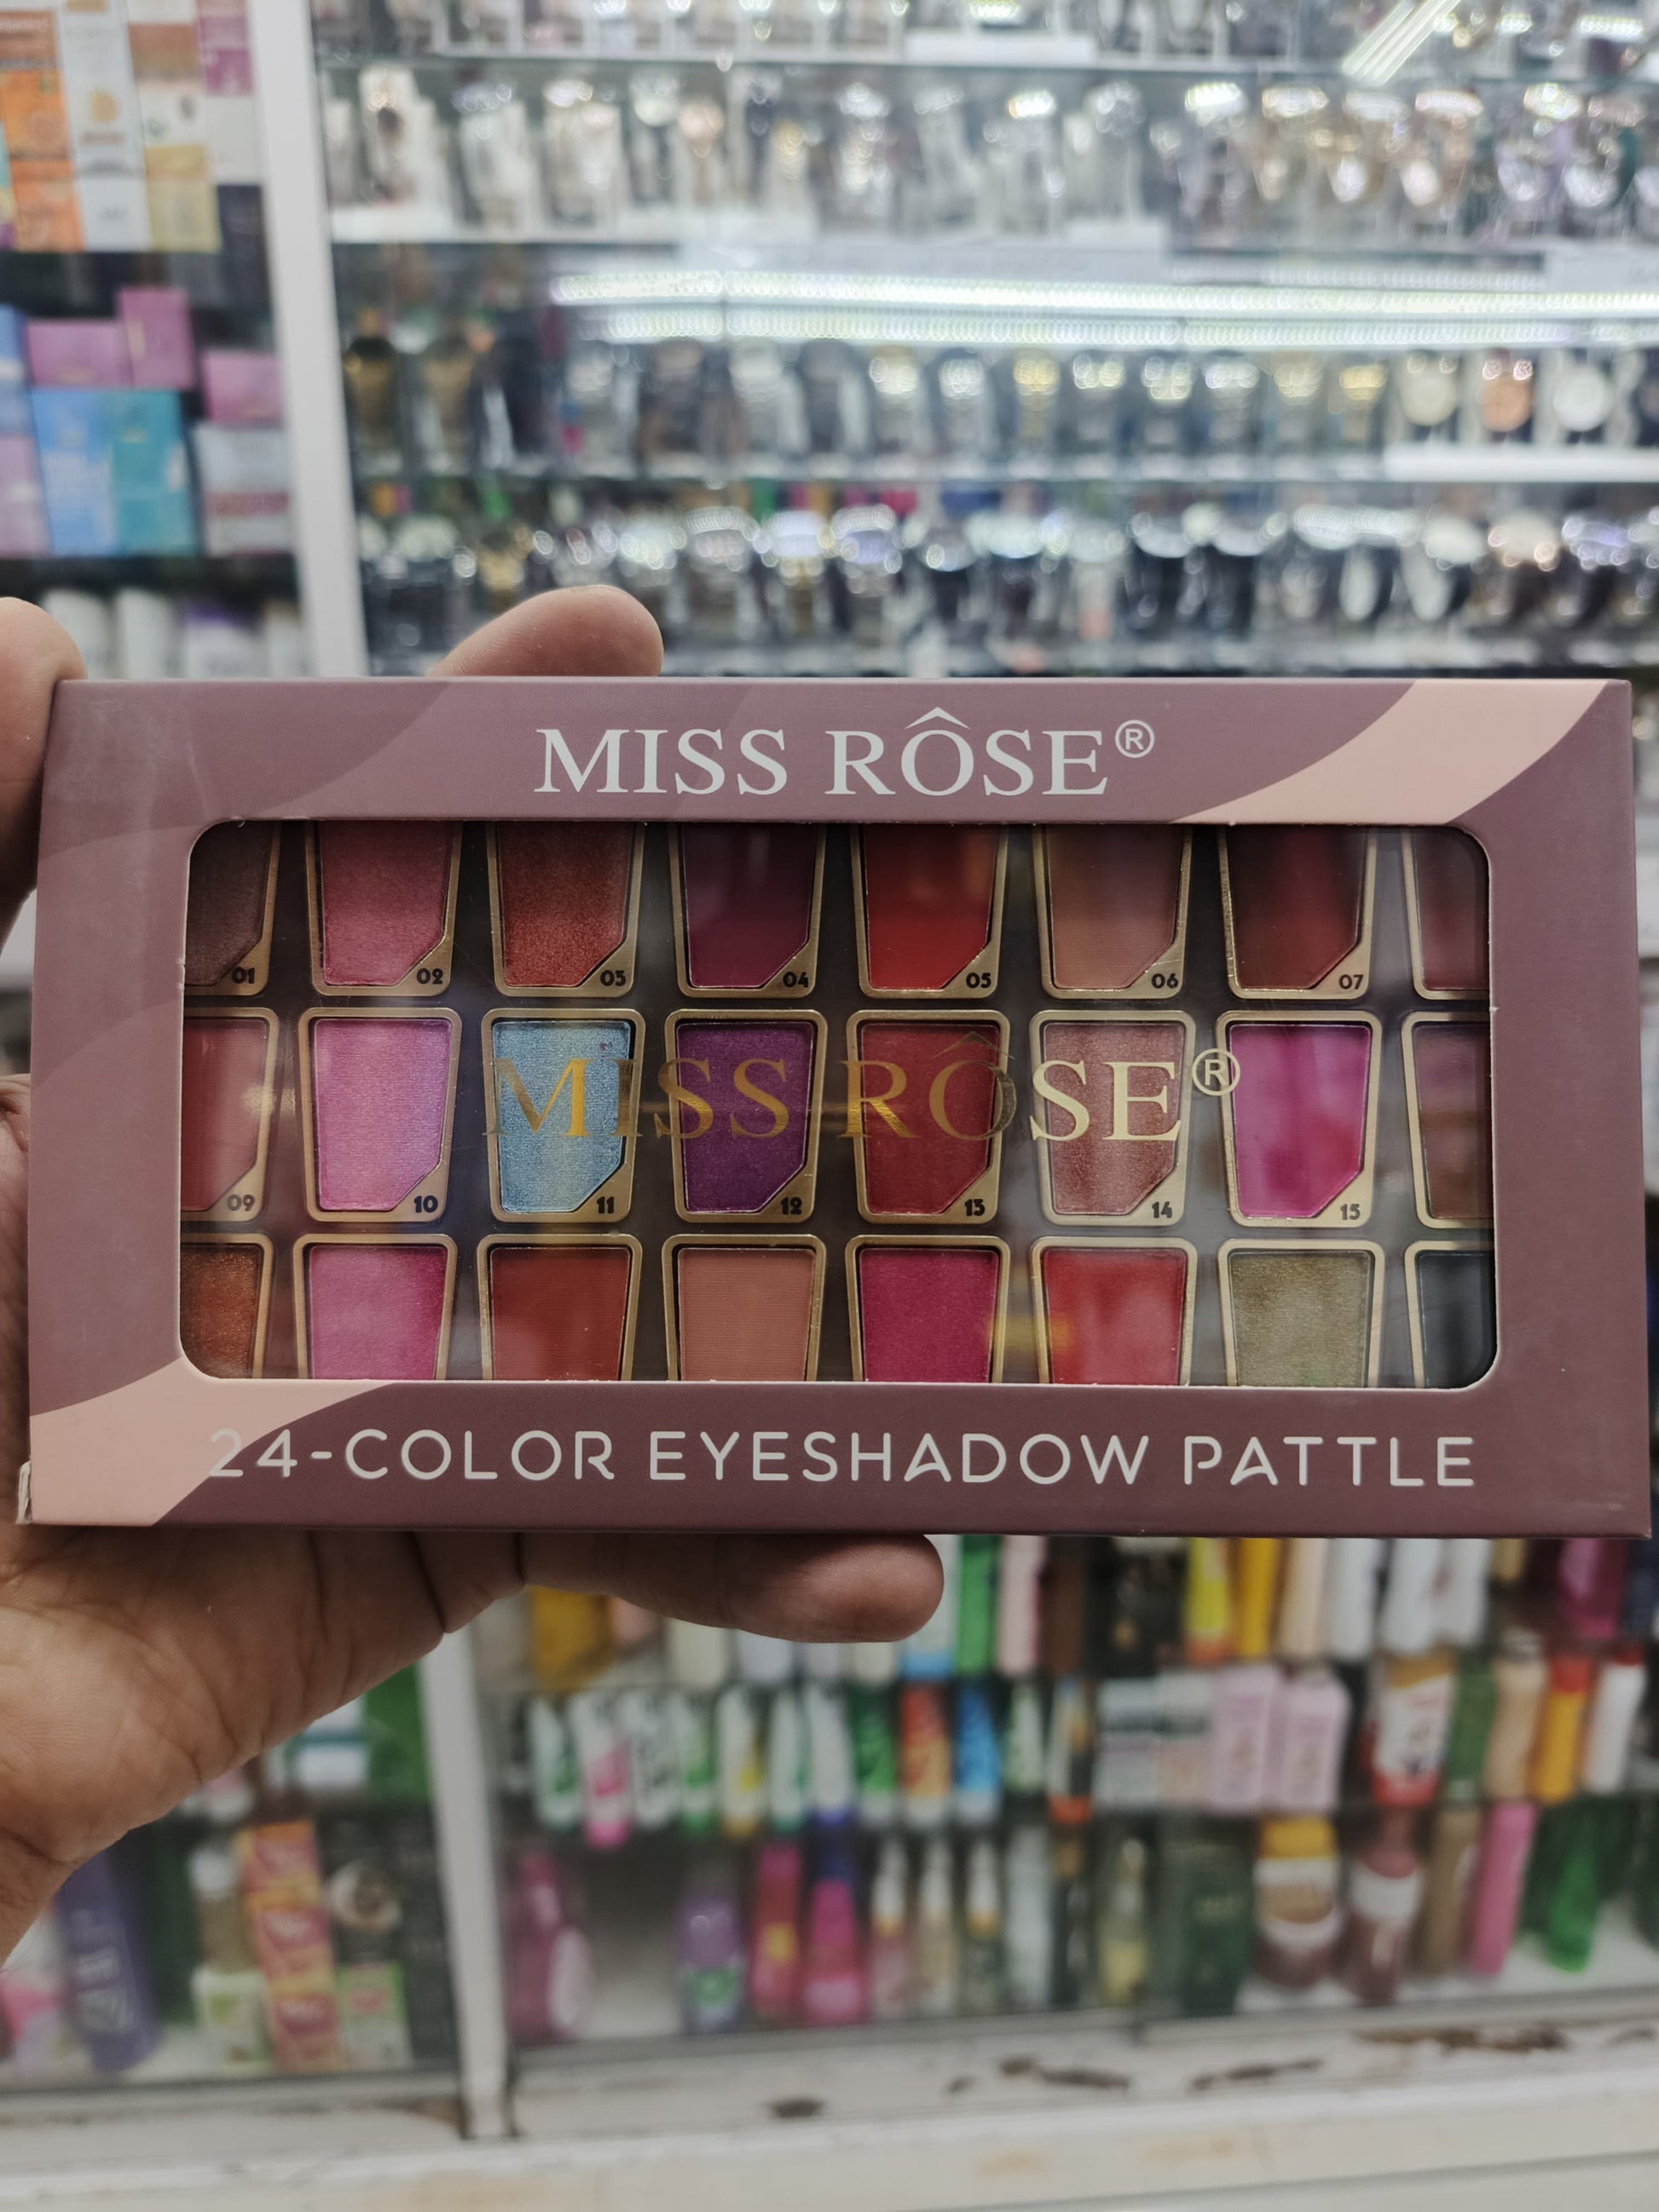 MISS RÔSE®
01 02 03 04 05 06 07
MISS RÔSE®
09 10 11 12 13 14 15
24-COLOR EYESHADOW PATTLE